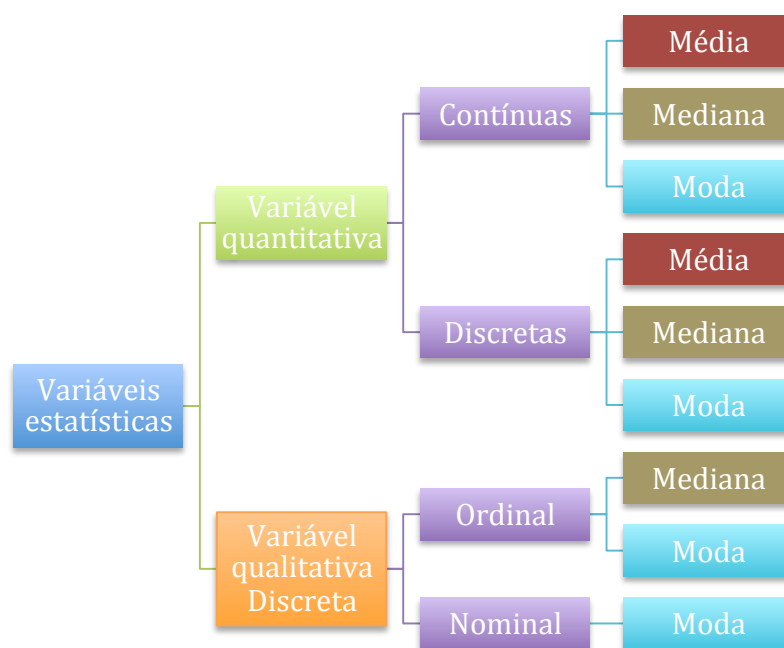 Variáveis
estatísticas
Variável
quantitativa
Contínuas
Média
Mediana
Moda
Discretas
Média
Mediana
Moda
Variável
qualitativa
Discreta
Ordinal
Mediana
Moda
Nominal
Moda